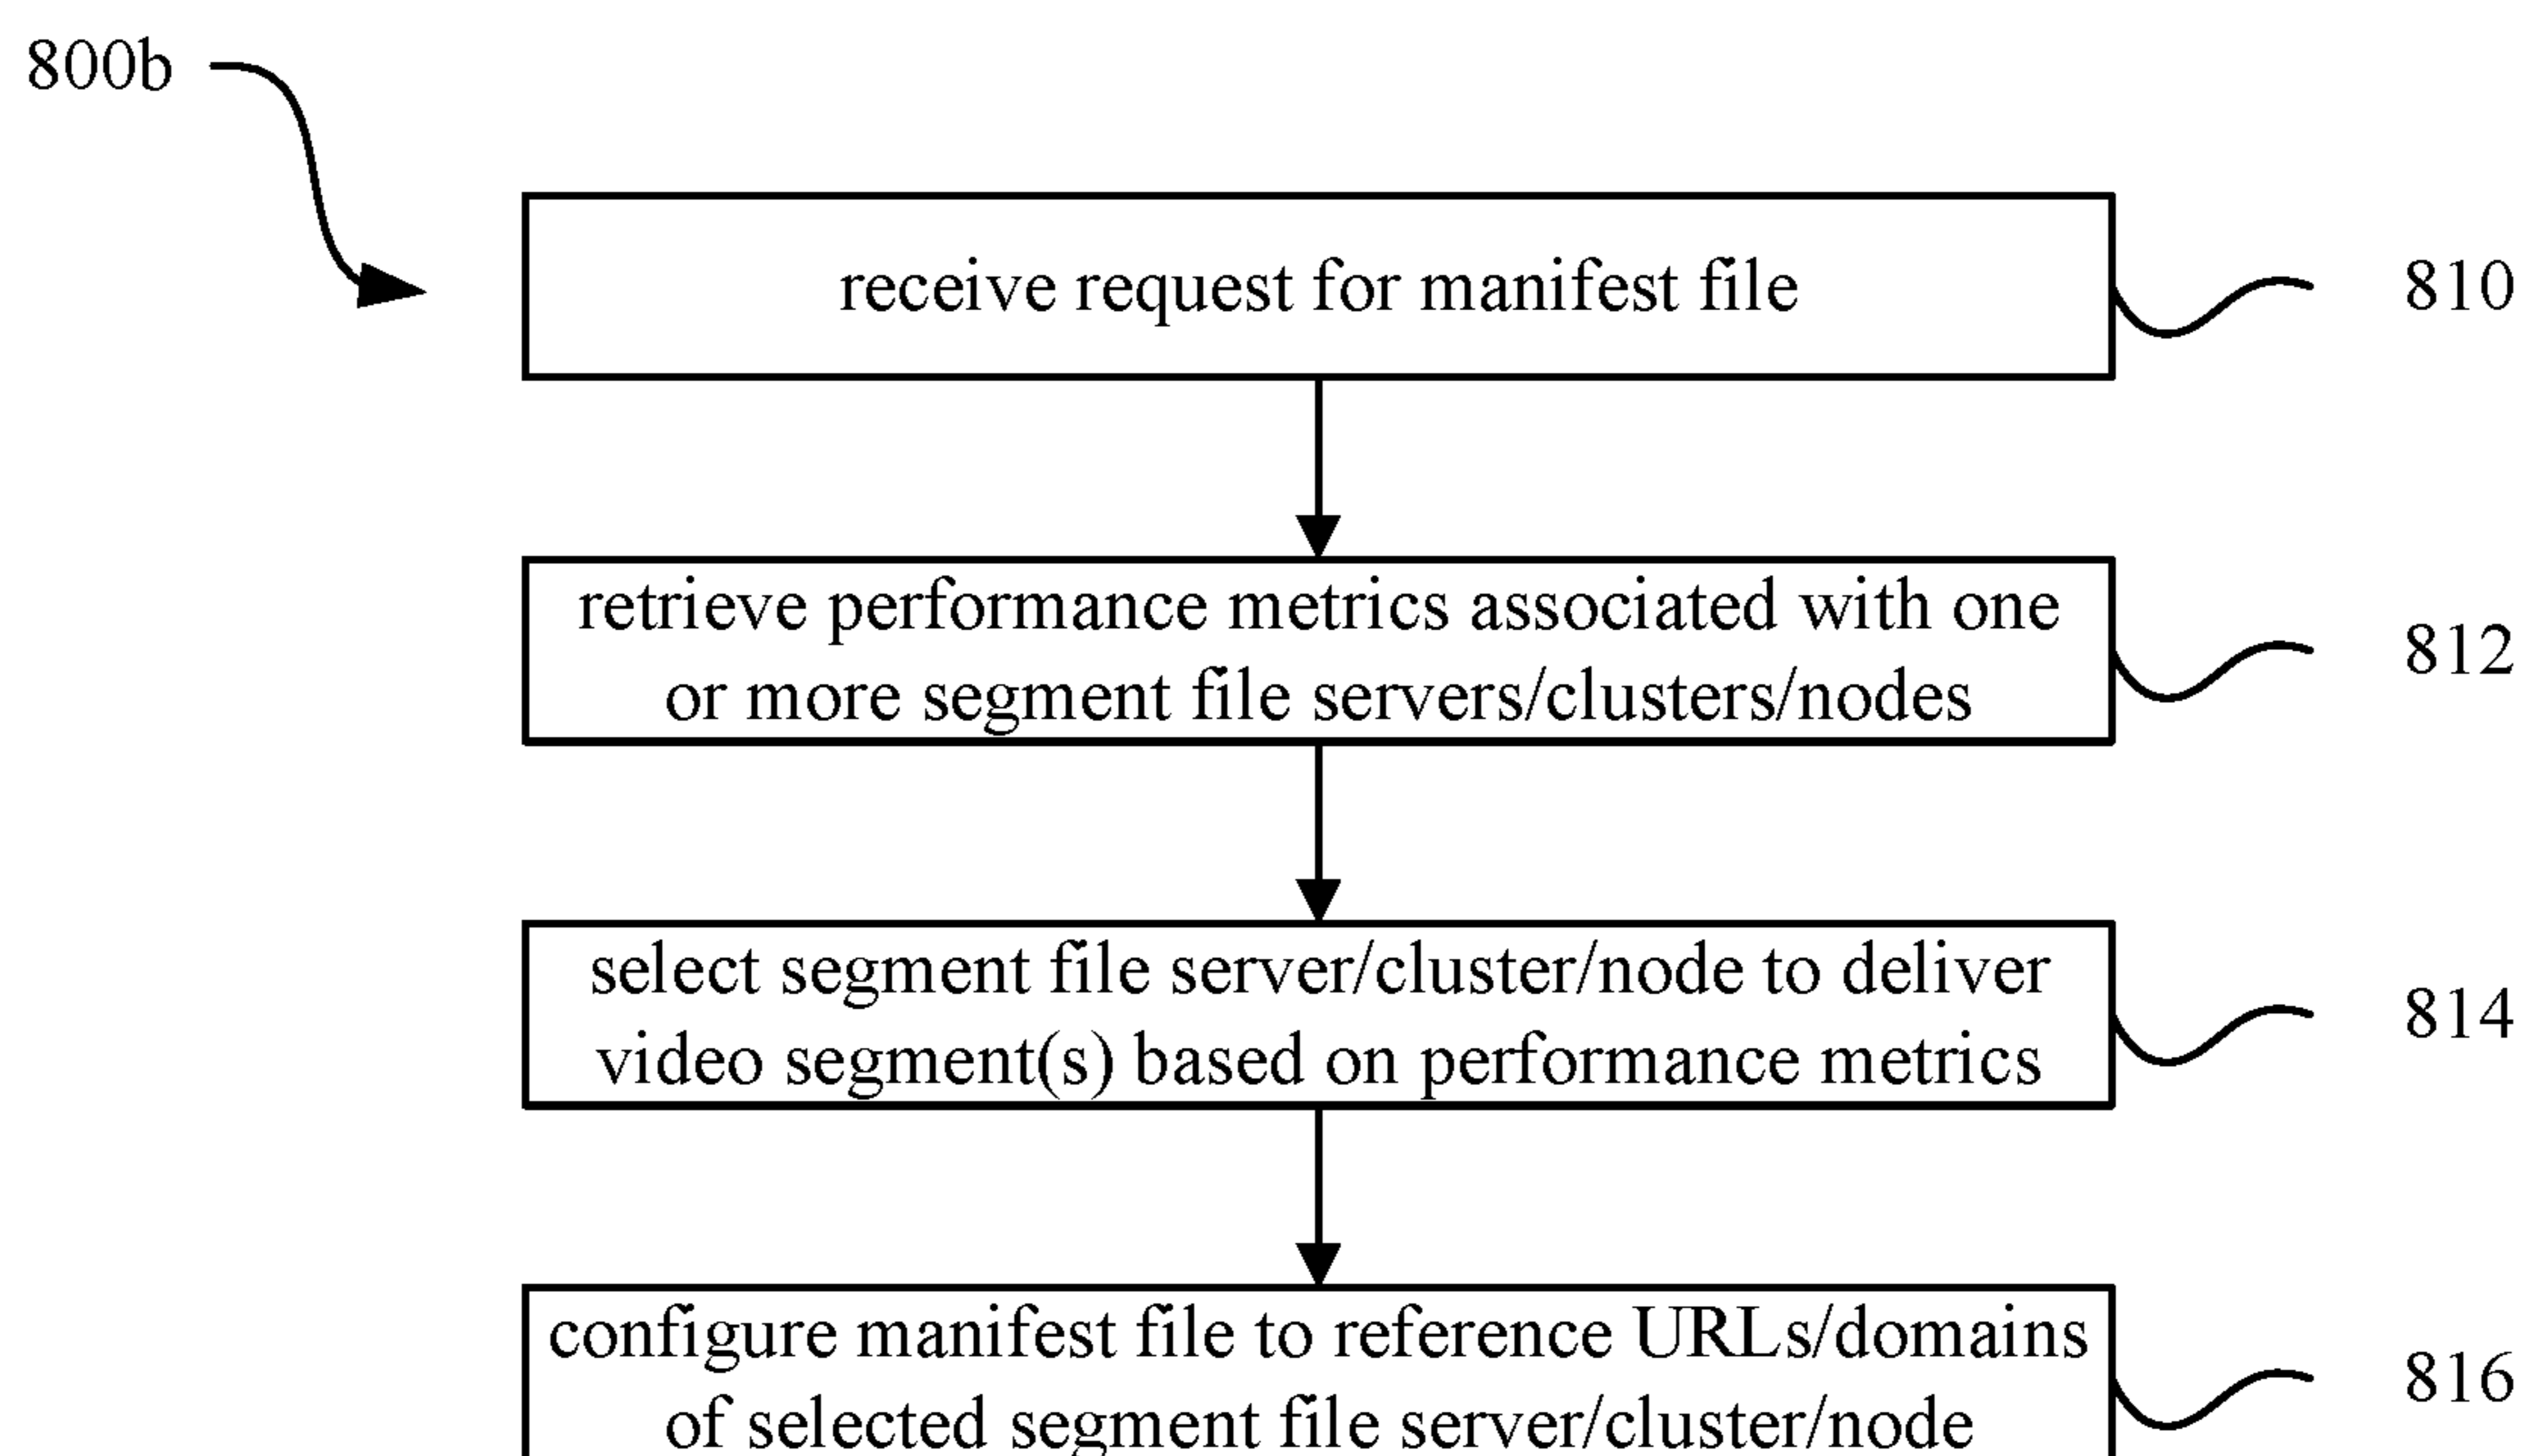 800b
receive request for manifest file
810
retrieve performance metrics associated with one
or more segment file servers/clusters/nodes
812
select segment file server/cluster/node to deliver
video segment(s) based on performance metrics
814
configure manifest file to reference URLs/domains
of selected segment file server/cluster/node
816